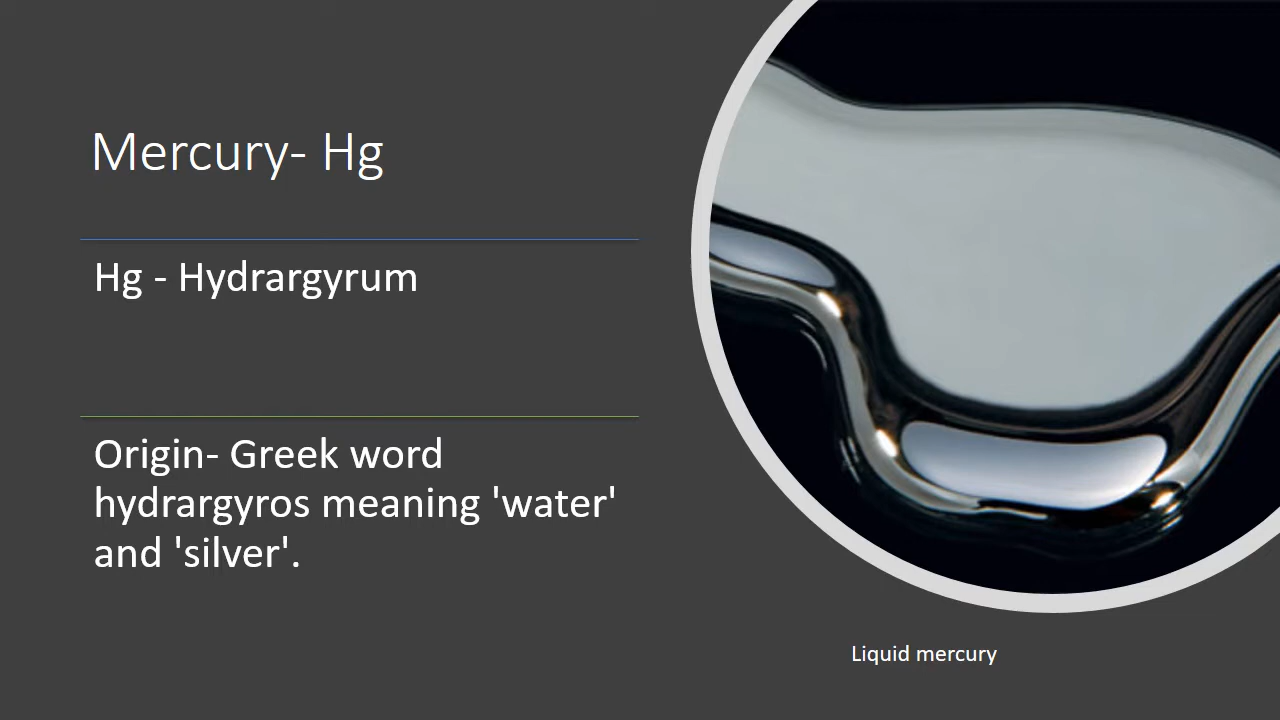 Mercury- Hg
Hg - Hydrargyrum
Origin- Greek word
hydrargyros meaning 'water'
and 'silver'.
Liquid mercury